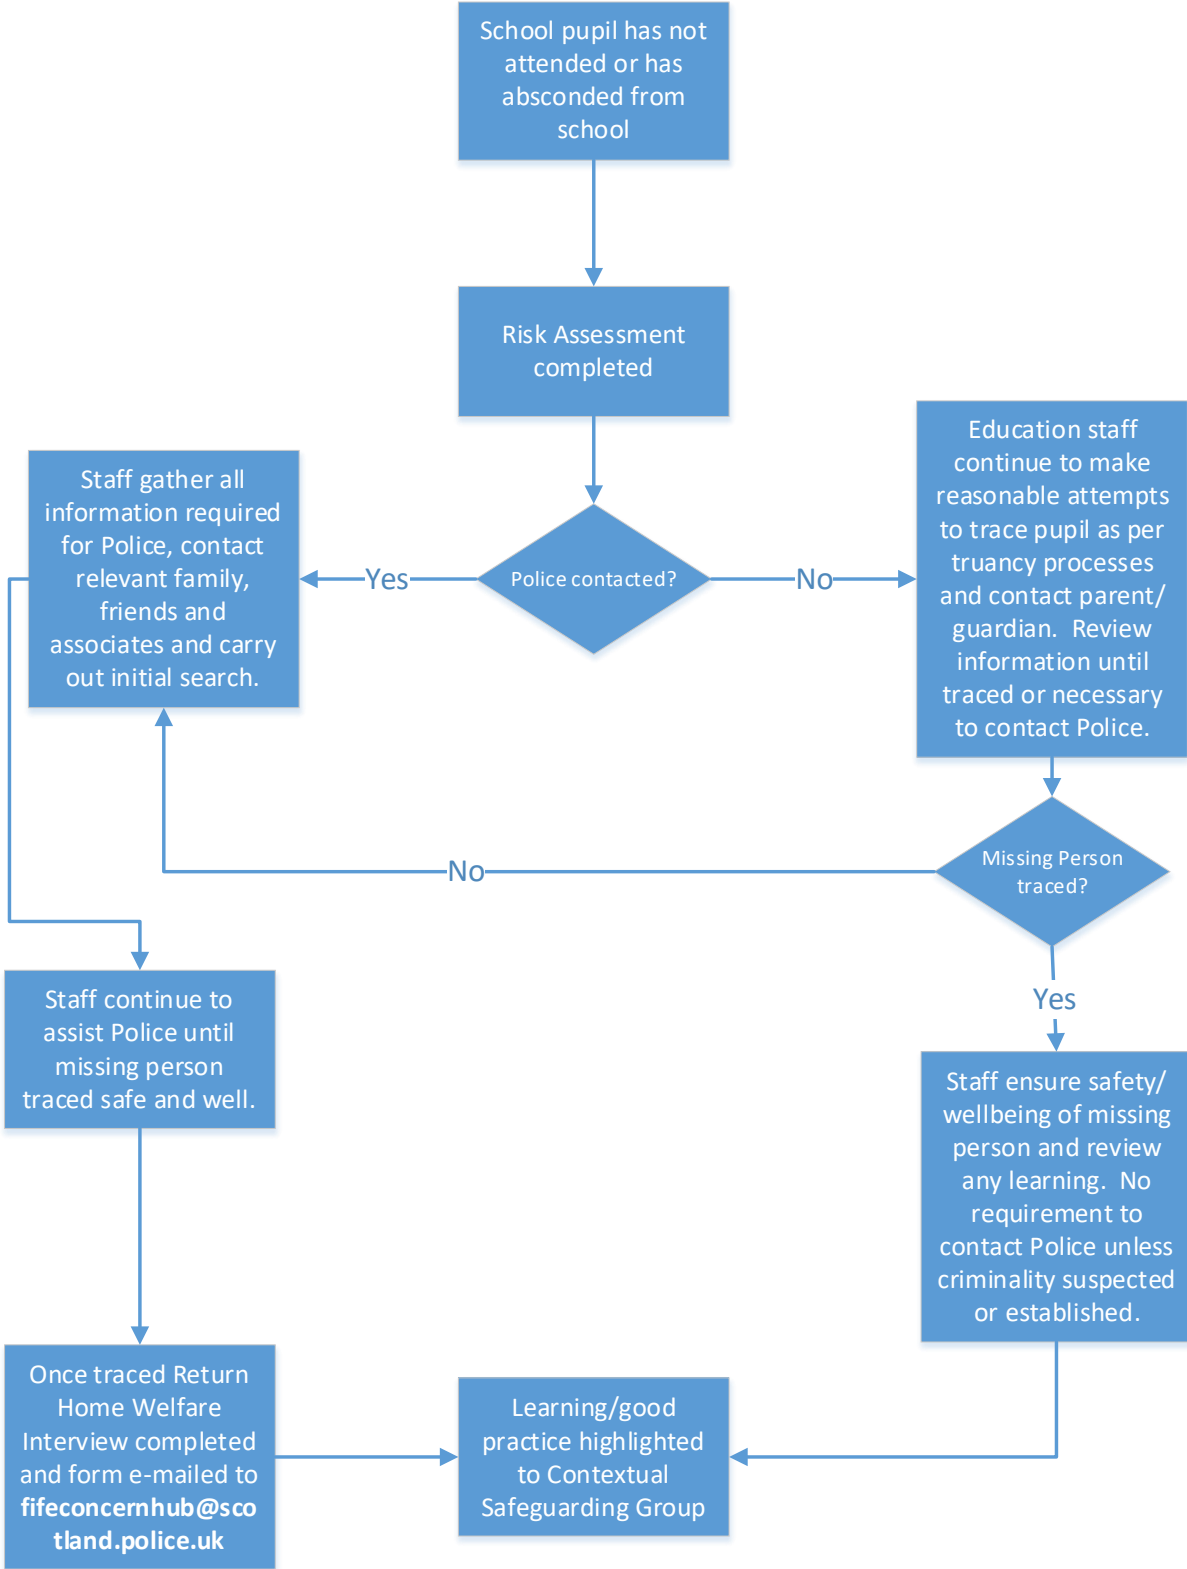 School pupil has not
attended or has
absconded from
school
Risk Assessment
completed
Police contacted?
Yes
No
Staff gather all
information required
for Police, contact
relevant family,
friends and
associates and carry
out initial search.
Education staff
continue to make
reasonable attempts
to trace pupil as per
truancy processes
and contact parent/
guardian.  Review
information until
traced or necessary
to contact Police.
Missing Person
traced?
No
Yes
Staff continue to
assist Police until
missing person
traced safe and well.
Staff ensure safety/
wellbeing of missing
person and review
any learning.  No
requirement to
contact Police unless
criminality suspected
or established.
Once traced Return
Home Welfare
Interview completed
and form e-mailed to
fifeconcernhub@sco
tland.police.uk
Learning/good
practice highlighted
to Contextual
Safeguarding Group